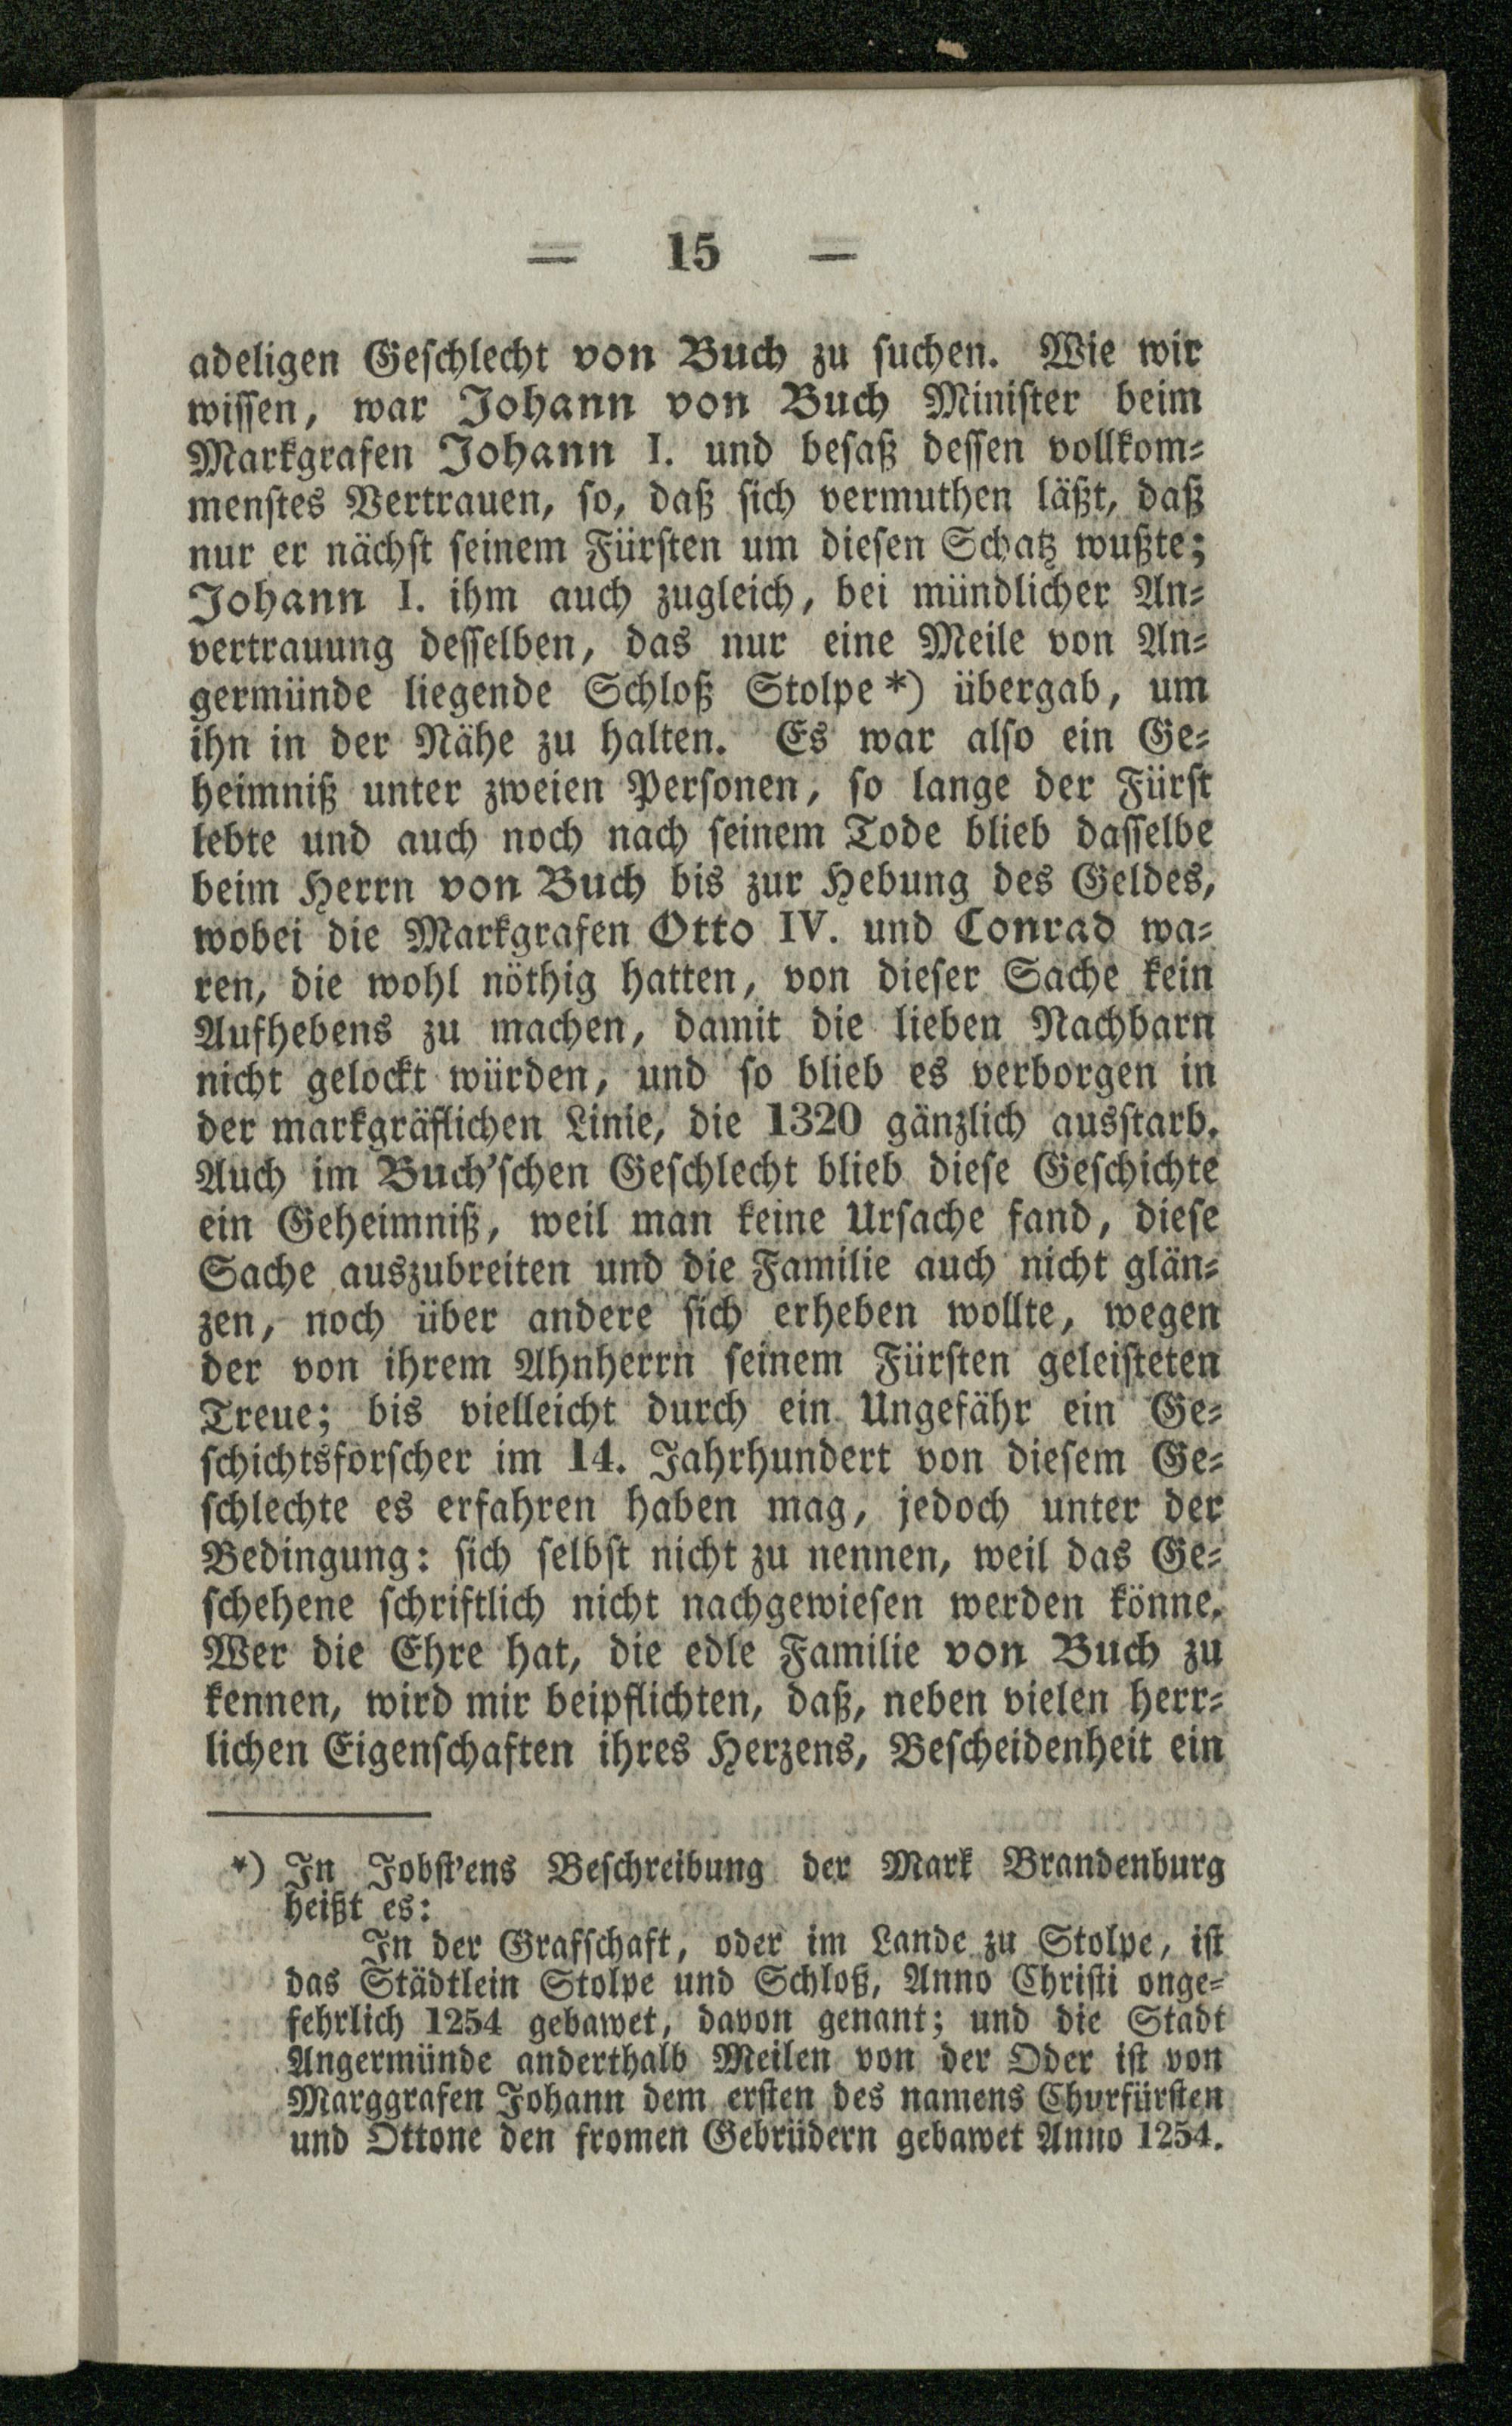 = 15 =
adeligen Geschlecht von Buch zu suchen. Wie wir
wissen, war Johann von Buch Minister beim
Markgrafen Johann I. und besaß dessen vollkom=
menstes Vertrauen, so, daß sich vermuthen läßt, daß
nur er nächst seinem Fürsten um diesen Schatz wußte;
Johann I. ihm auch zugleich, bei mündlicher An=
vertrauung desselben, das nur eine Meile von An=
germünde liegende Schloß Stolpe *) übergab, um
ihn in der Nähe zu halten. Es war also ein Ge=
heimniß unter zweien Personen, so lange der Fürst
lebte und auch noch nach seinem Tode blieb dasselbe
beim Herrn von Buch bis zur Hebung des Geldes,
wobei die Markgrafen Otto IV. und Conrad wa=
ren, die wohl nöthig hatten, von dieser Sache kein
Aufhebens zu machen, damit die lieben Nachbarn
nicht gelockt würden, und so blieb es verborgen in
der markgräflichen Linie, die 1320 gänzlich ausstarb.
Auch im Buch'schen Geschlecht blieb diese Geschichte
ein Geheimniß, weil man keine Ursache fand, diese
Sache auszubreiten und die Familie auch nicht glän=
zen, noch über andere sich erheben wollte, wegen
der von ihrem Ahnherrn seinem Fürsten geleisteten
Treue; bis vielleicht durch ein Ungefähr ein Ge=
schichtsforscher im 14. Jahrhundert von diesem Ge=
schlechte es erfahren haben mag, jedoch unter der
Bedingung: sich selbst nicht zu nennen, weil das Ge=
schehene schriftlich nicht nachgewiesen werden könne.
Wer die Ehre hat, die edle Familie von Buch zu
kennen, wird mir beipflichten, daß, neben vielen herr=
lichen Eigenschaften ihres Herzens, Bescheidenheit ein
*) In Jobst'ens Beschreibung der Mark Brandenburg
heißt es:
In der Grafschaft, oder im Lande zu Stolpe, ist
das Städtlein Stolpe und Schloß, Anno Christi onge=
fehrlich 1254 gebawet, davon genant; und die Stadt
Angermünde anderthalb Meilen von der Oder ist von
Marggrafen Johann dem ersten des namens Churfürsten
und Ottone den fromen Gebrüdern gebawet Anno 1254.